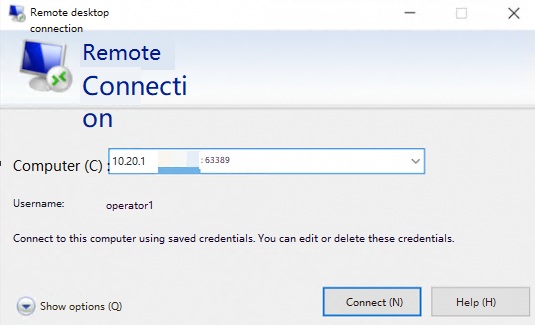 Remote desktop
connection
Remote
Connecti
on
Computer (C) : 10.20.1 : 63389
Username: operator1
Connect to this computer using saved credentials. You can edit or delete these credentials.
Show options (Q) Connect (N) Help (H)